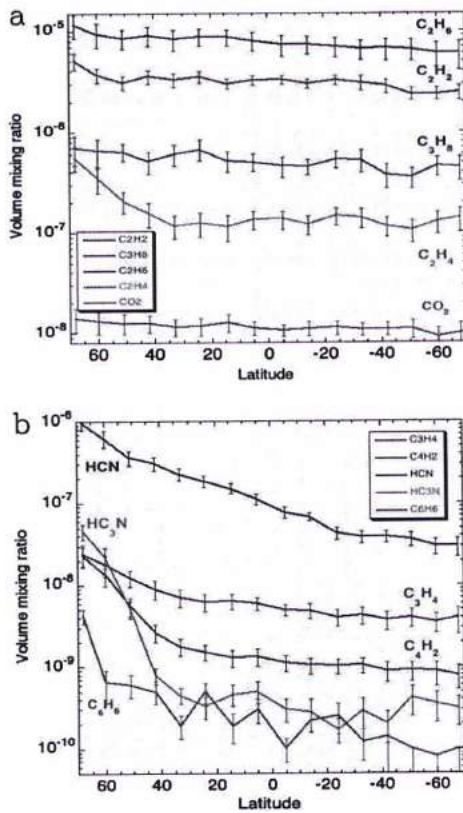 a
10⁻⁵
10⁻⁶
10⁻⁷
10⁻⁸
Volume mixing ratio
C₂H₆
C₂H₂
C₃H₈
C₂H₄
CO₂
C2H2
C3H8
C2H6
C2H4
CO2
60 40 20 0 -20 -40 -60
Latitude
b
10⁻⁶
10⁻⁷
10⁻⁸
10⁻⁹
10⁻¹⁰
Volume mixing ratio
HCN
HC₃N
C₃H₄
C₄H₂
C₆H₆
C3H4
C4H2
HCN
HC3N
C6H6
60 40 20 0 -20 -40 -60
Latitude